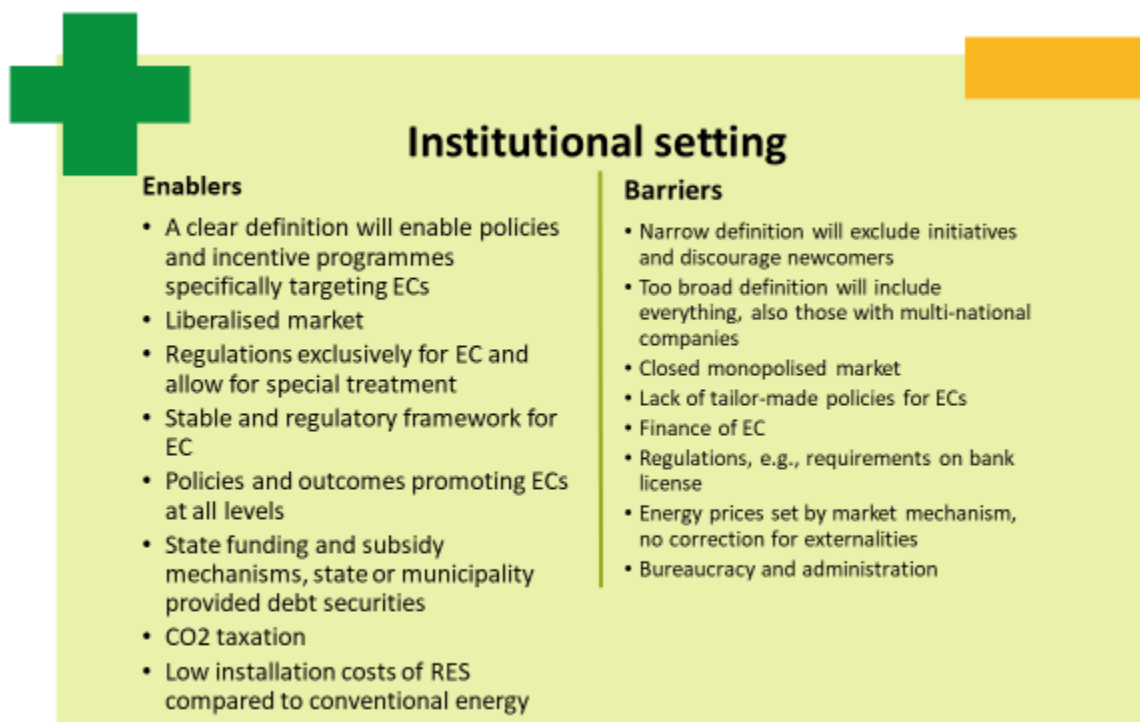 Institutional setting
Enablers
• A clear definition will enable policies
and incentive programmes
specifically targeting ECs
• Liberalised market
• Regulations exclusively for EC and
allow for special treatment
• Stable and regulatory framework for
EC
• Policies and outcomes promoting ECs
at all levels
• State funding and subsidy
mechanisms, state or municipality
provided debt securities
• CO2 taxation
• Low installation costs of RES
compared to conventional energy
Barriers
• Narrow definition will exclude initiatives
and discourage newcomers
• Too broad definition will include
everything, also those with multi-national
companies
• Closed monopolised market
• Lack of tailor-made policies for ECs
• Finance of EC
• Regulations, e.g., requirements on bank
license
• Energy prices set by market mechanism,
no correction for externalities
• Bureaucracy and administration